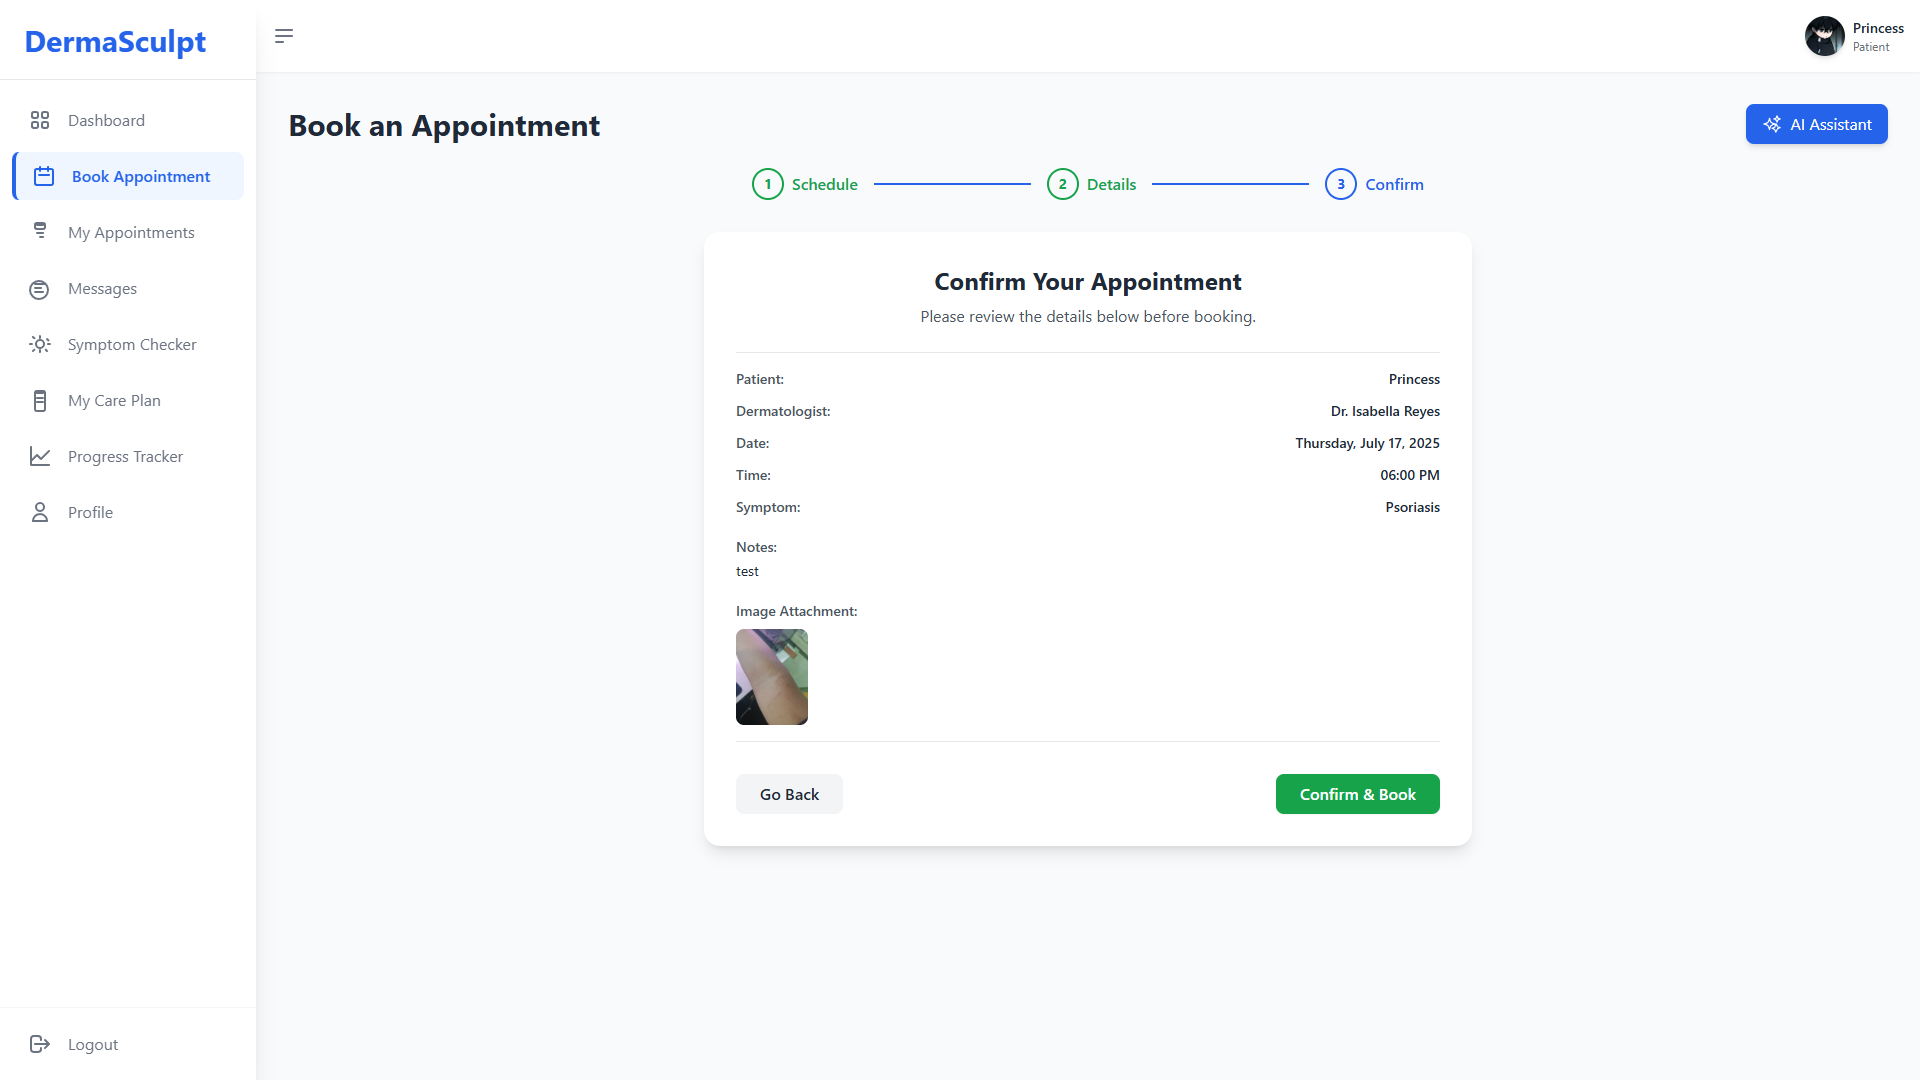 DermaSculpt
Princess
Patient
Dashboard
Book Appointment
My Appointments
Messages
Symptom Checker
My Care Plan
Progress Tracker
Profile
Logout
Book an Appointment
AI Assistant
1 Schedule
2 Details
3 Confirm
Confirm Your Appointment
Please review the details below before booking.
Patient: Princess
Dermatologist: Dr. Isabella Reyes
Date: Thursday, July 17, 2025
Time: 06:00 PM
Symptom: Psoriasis
Notes:
test
Image Attachment:
Go Back
Confirm & Book